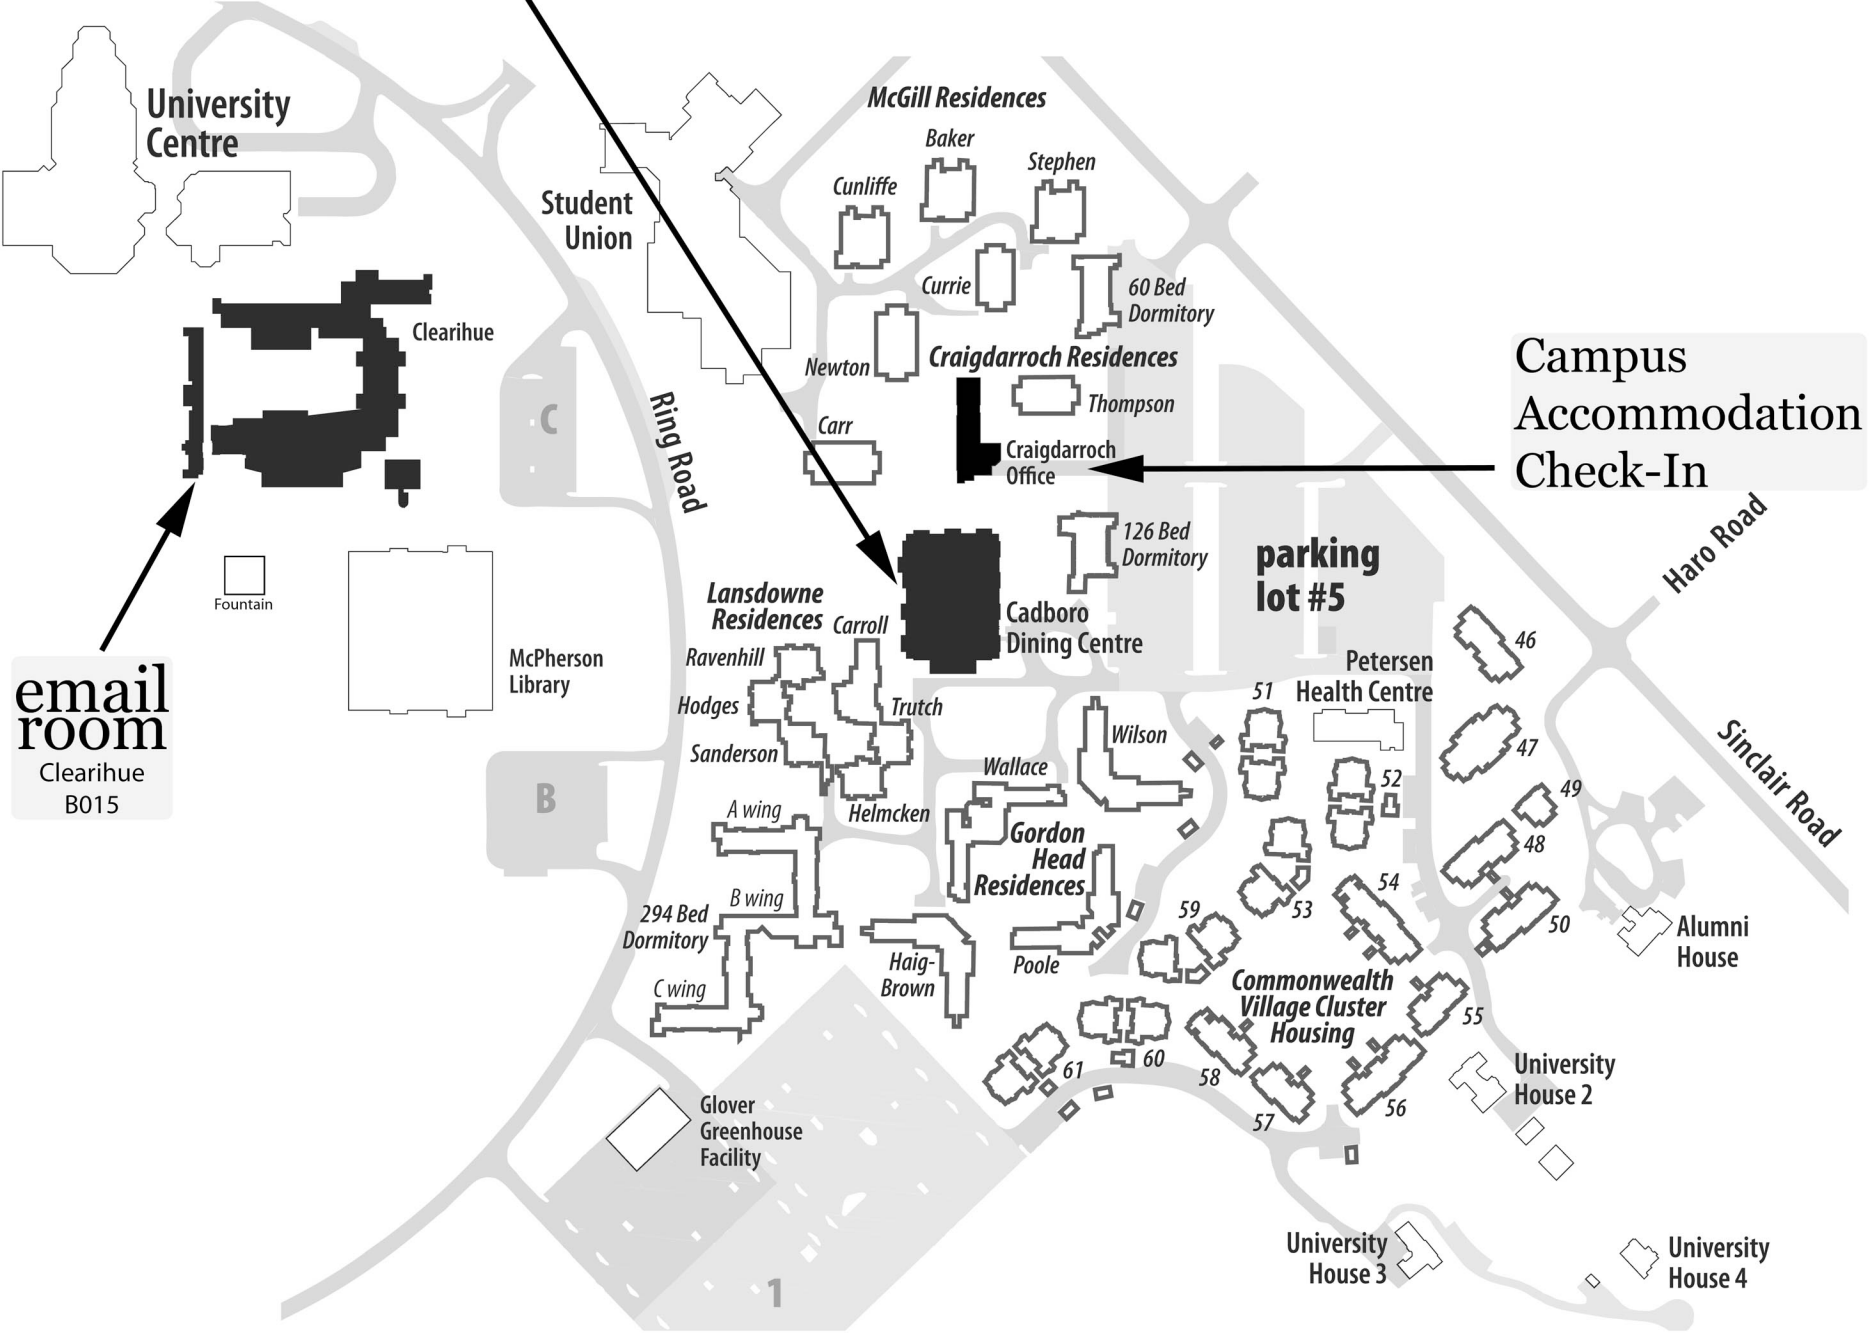 University
Centre
McGill Residences
Baker
Stephen
Cunliffe
Student
Union
Currie
60 Bed
Dormitory
Clearihue
Newton
Craigdarroch Residences
Thompson
Campus
Accommodation
Check-In
C
Ring Road
Carr
Craigdarroch
Office
126 Bed
Dormitory
parking
lot #5
Haro Road
Fountain
Lansdowne
Residences
Carroll
Cadboro
Dining Centre
46
email
room
Clearihue
B015
McPherson
Library
Ravenhill
Hodges
Trutch
Sanderson
Helmcken
Wilson
51
Petersen
Health Centre
47
Sinclair Road
B
A wing
Wallace
52
49
48
Gordon
Head
Residences
B wing
294 Bed
Dormitory
C wing
Haig-
Brown
Poole
59
53
54
50
Alumni
House
Commonwealth
Village Cluster
Housing
55
61
60
58
57
56
University
House 2
Glover
Greenhouse
Facility
1
University
House 3
University
House 4